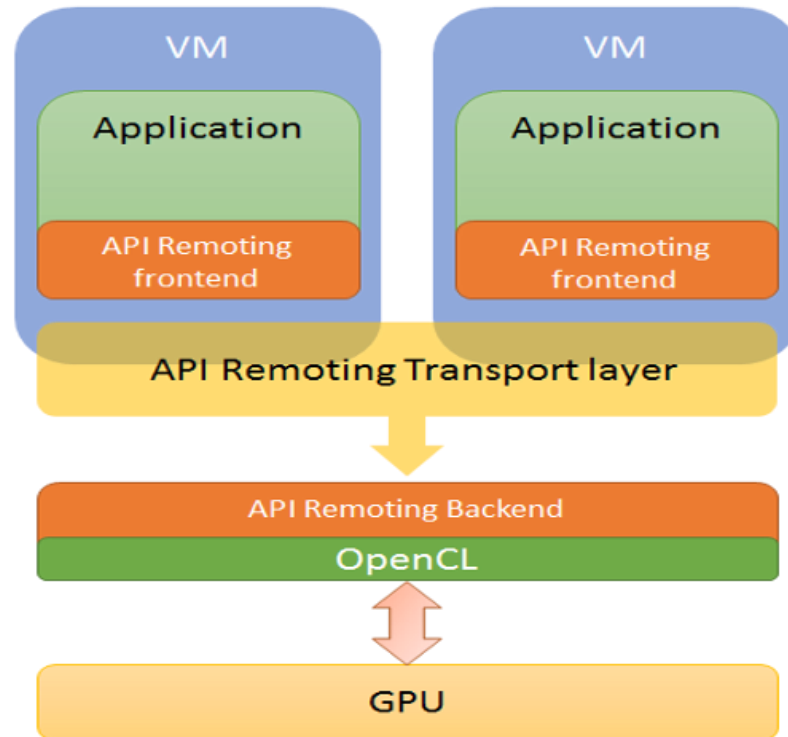 VM
VM
Application
Application
API Remoting
frontend
API Remoting
frontend
API Remoting Transport layer
API Remoting Backend
OpenCL
GPU